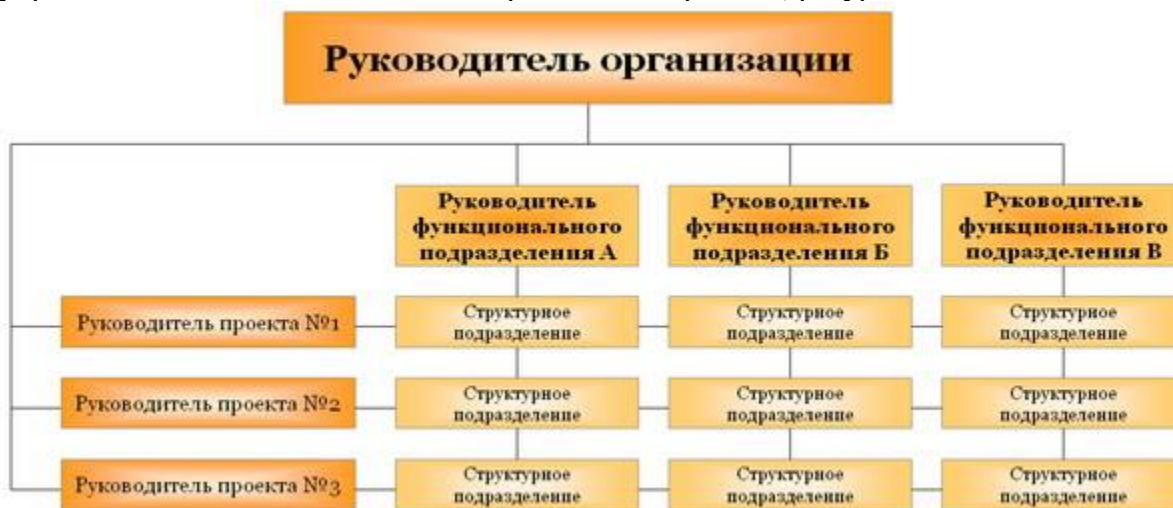 Руководитель организации
Руководитель
функционального
подразделения А
Руководитель
функционального
подразделения Б
Руководитель
функционального
подразделения В
Руководитель проекта №1
Структурное
подразделение
Структурное
подразделение
Структурное
подразделение
Руководитель проекта №2
Структурное
подразделение
Структурное
подразделение
Структурное
подразделение
Руководитель проекта №3
Структурное
подразделение
Структурное
подразделение
Структурное
подразделение